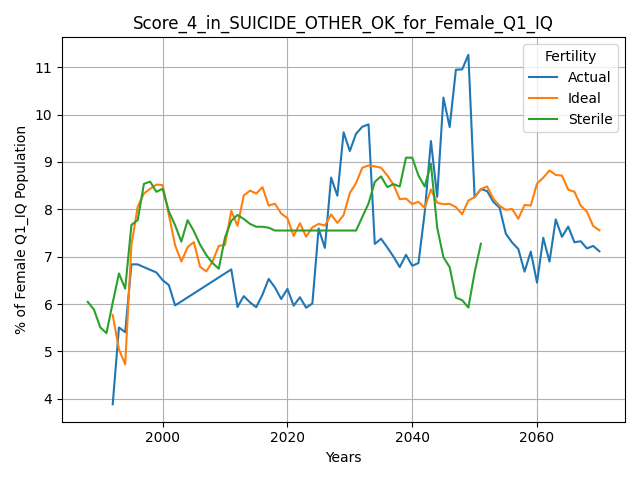 Score_4_in_SUICIDE_OTHER_OK_for_Female_Q1_IQ
Fertility
Actual
Ideal
Sterile
% of Female Q1_IQ Population
11
10
9
8
7
6
5
4
2000
2020
2040
2060
Years